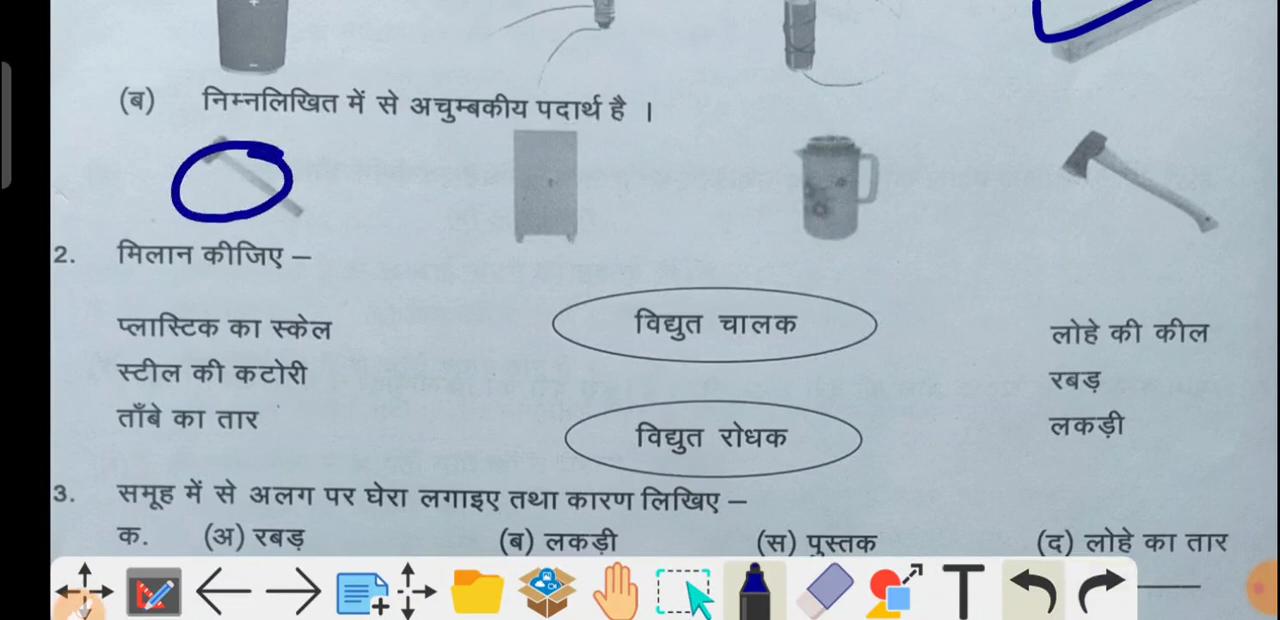 (ब) निम्नलिखित में से अचुम्बकीय पदार्थ है ।
2. मिलान कीजिए –
प्लास्टिक का स्केल विद्युत चालक लोहे की कील
स्टील की कटोरी रबड़
ताँबे का तार विद्युत रोधक लकड़ी
3. समूह में से अलग पर घेरा लगाइए तथा कारण लिखिए –
क. (अ) रबड़ (ब) लकड़ी (स) पुस्तक (द) लोहे का तार